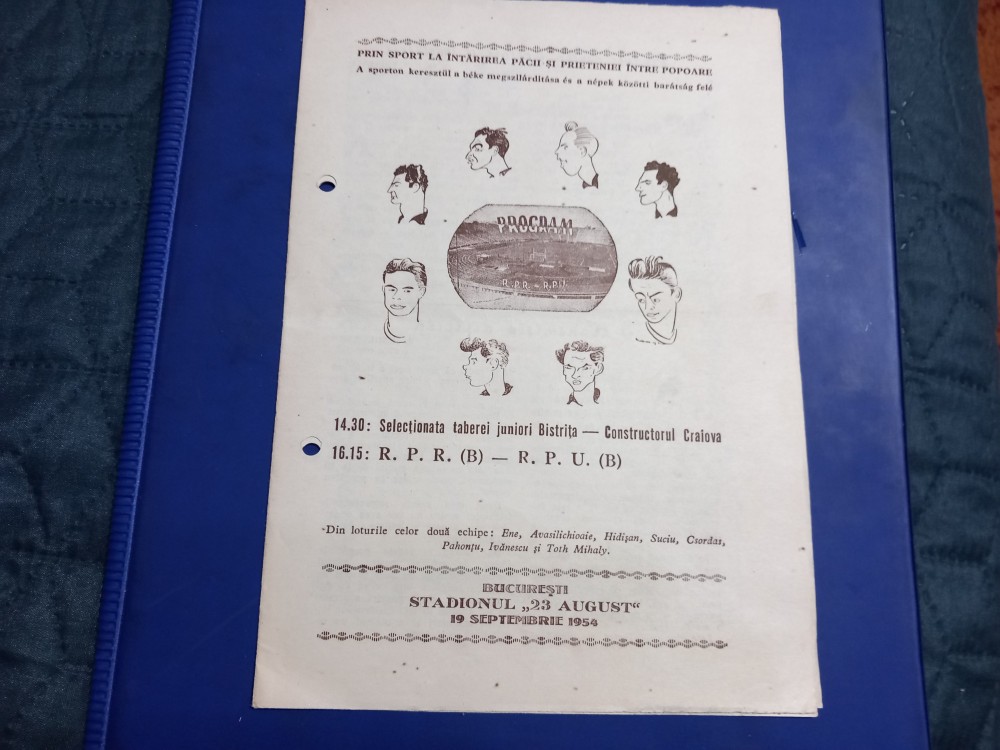 PRIN SPORT LA ÎNTĂRIREA PĂCII ȘI PRIETENIEI ÎNTRE POPOARE
A sporton keresztül a béke megszilárditása és a népek közötti barátság felé
PROGRAM
R.P.R. - R.P.U.
14.30: Selecționata taberei juniori Bistrița — Constructorul Craiova
16.15: R. P. R. (B) — R. P. U. (B)
Din loturile celor două echipe: Ene, Avasilichioaie, Hidișan, Suciu, Csordas,
Pahonțu, Ivănescu și Toth Mihaly.
BUCUREȘTI
STADIONUL „23 AUGUST“
19 SEPTEMBRIE 1954